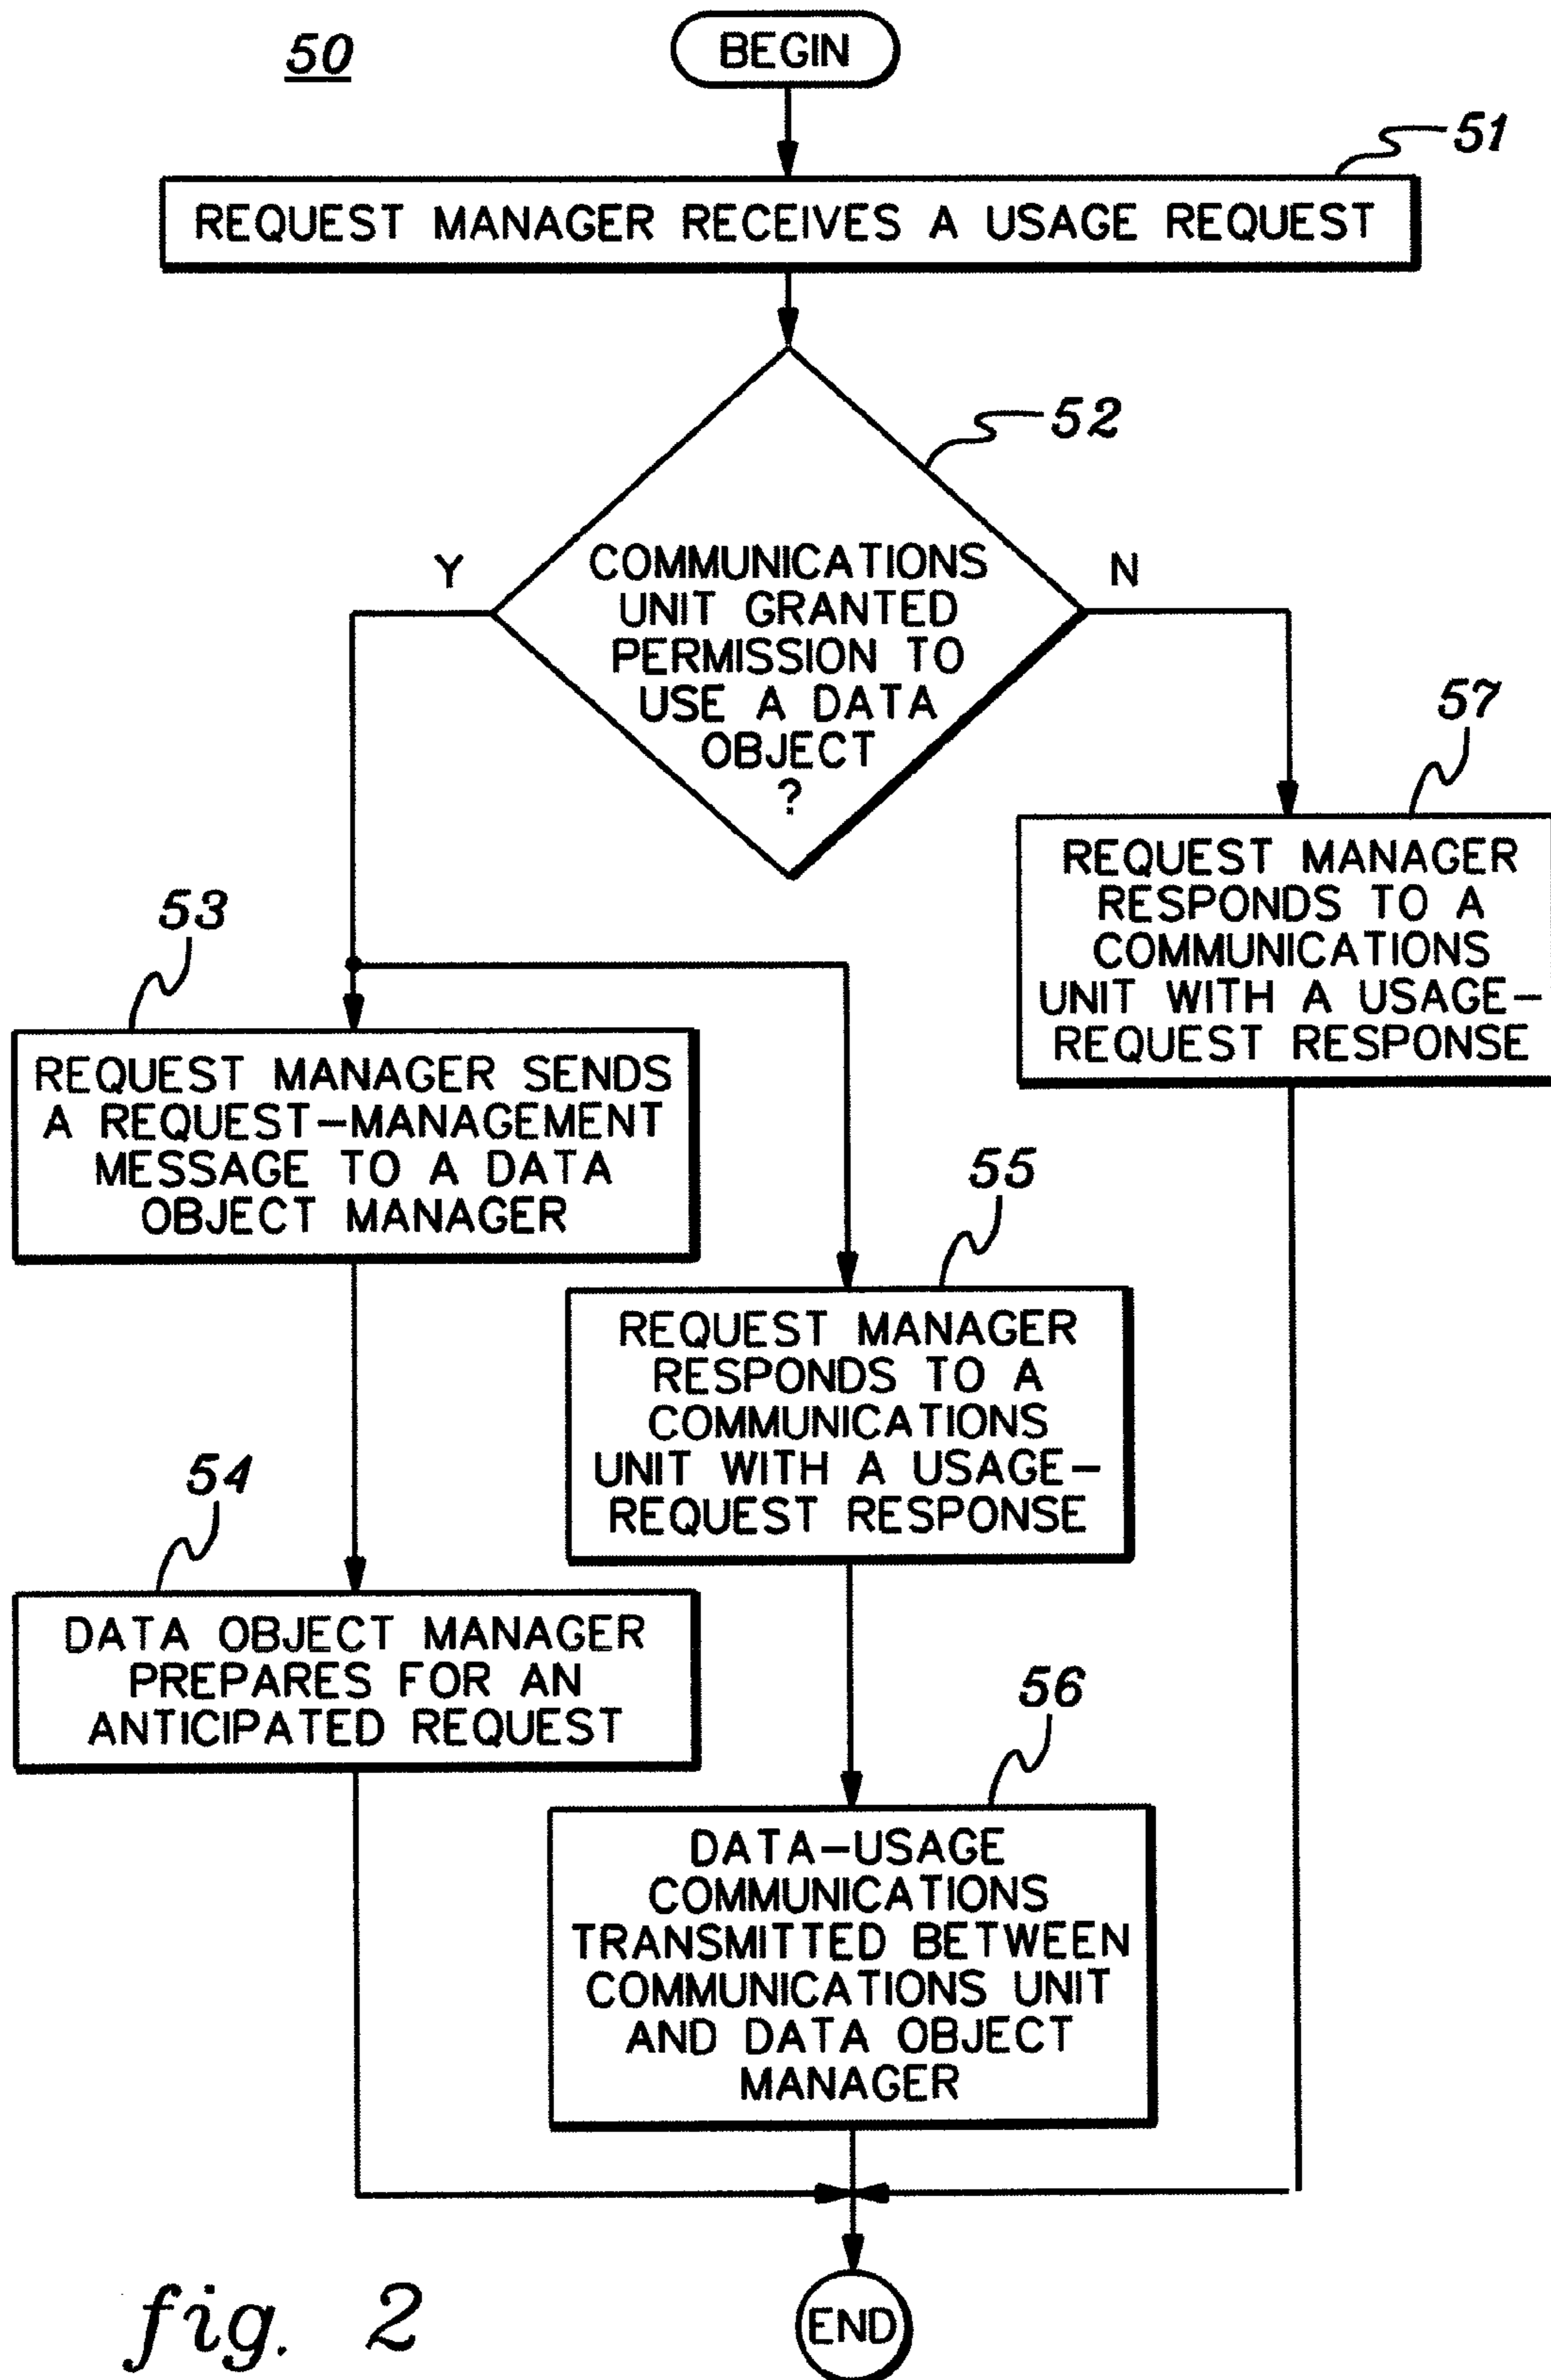 50
BEGIN
51
REQUEST MANAGER RECEIVES A USAGE REQUEST
52
COMMUNICATIONS
UNIT GRANTED
PERMISSION TO
USE A DATA
OBJECT
?
Y
N
57
REQUEST MANAGER
RESPONDS TO A
COMMUNICATIONS
UNIT WITH A USAGE-
REQUEST RESPONSE
53
REQUEST MANAGER SENDS
A REQUEST-MANAGEMENT
MESSAGE TO A DATA
OBJECT MANAGER
55
REQUEST MANAGER
RESPONDS TO A
COMMUNICATIONS
UNIT WITH A USAGE-
REQUEST RESPONSE
54
DATA OBJECT MANAGER
PREPARES FOR AN
ANTICIPATED REQUEST
56
DATA-USAGE
COMMUNICATIONS
TRANSMITTED BETWEEN
COMMUNICATIONS UNIT
AND DATA OBJECT
MANAGER
END
fig. 2